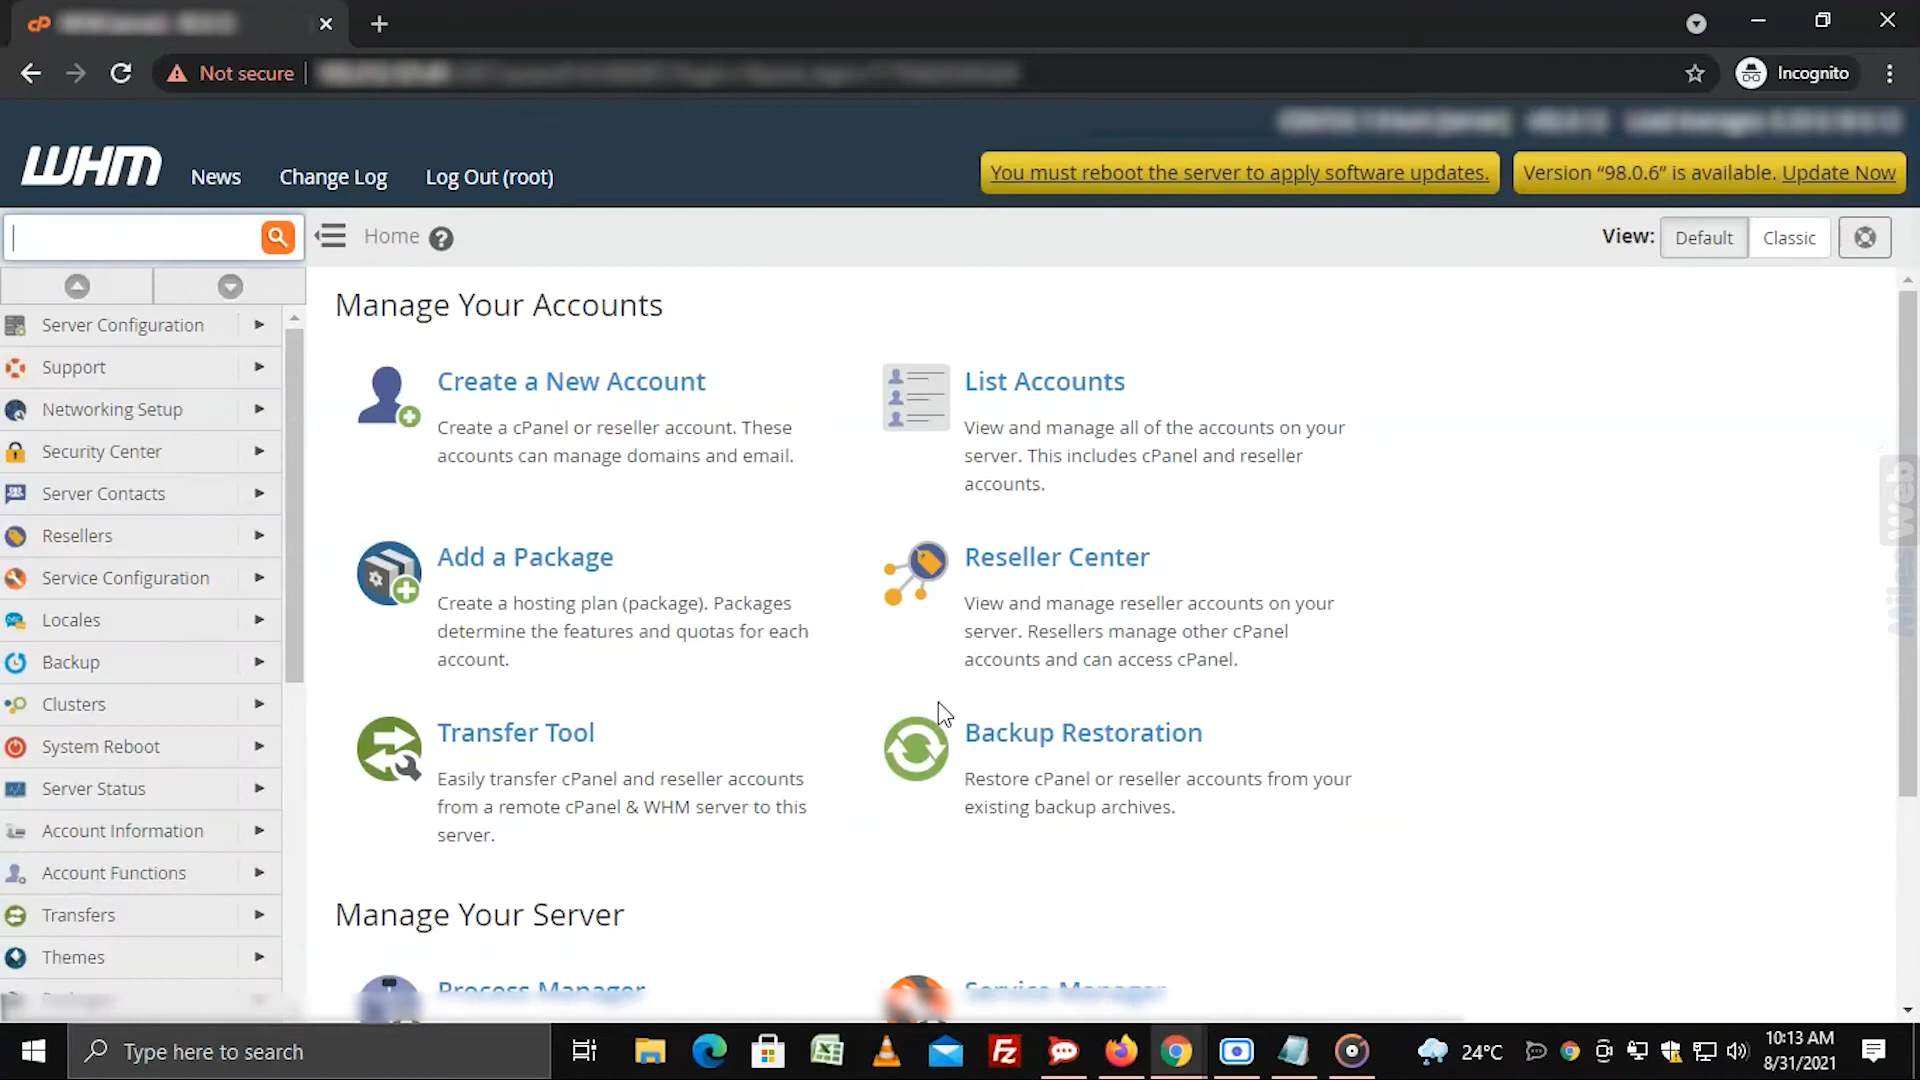 Not secure
Incognito
WHM
News
Change Log
Log Out (root)
You must reboot the server to apply software updates.
Version “98.0.6” is available. Update Now
Home
View:
Default
Classic
Server Configuration
Support
Networking Setup
Security Center
Server Contacts
Resellers
Service Configuration
Locales
Backup
Clusters
System Reboot
Server Status
Account Information
Account Functions
Transfers
Themes
Manage Your Accounts
Create a New Account
Create a cPanel or reseller account. These
accounts can manage domains and email.
List Accounts
View and manage all of the accounts on your
server. This includes cPanel and reseller
accounts.
Add a Package
Create a hosting plan (package). Packages
determine the features and quotas for each
account.
Reseller Center
View and manage reseller accounts on your
server. Resellers manage other cPanel
accounts and can access cPanel.
Transfer Tool
Easily transfer cPanel and reseller accounts
from a remote cPanel & WHM server to this
server.
Backup Restoration
Restore cPanel or reseller accounts from your
existing backup archives.
Manage Your Server
Process Manager
Service Manager
MilesWeb
Type here to search
24°C
10:13 AM
8/31/2021